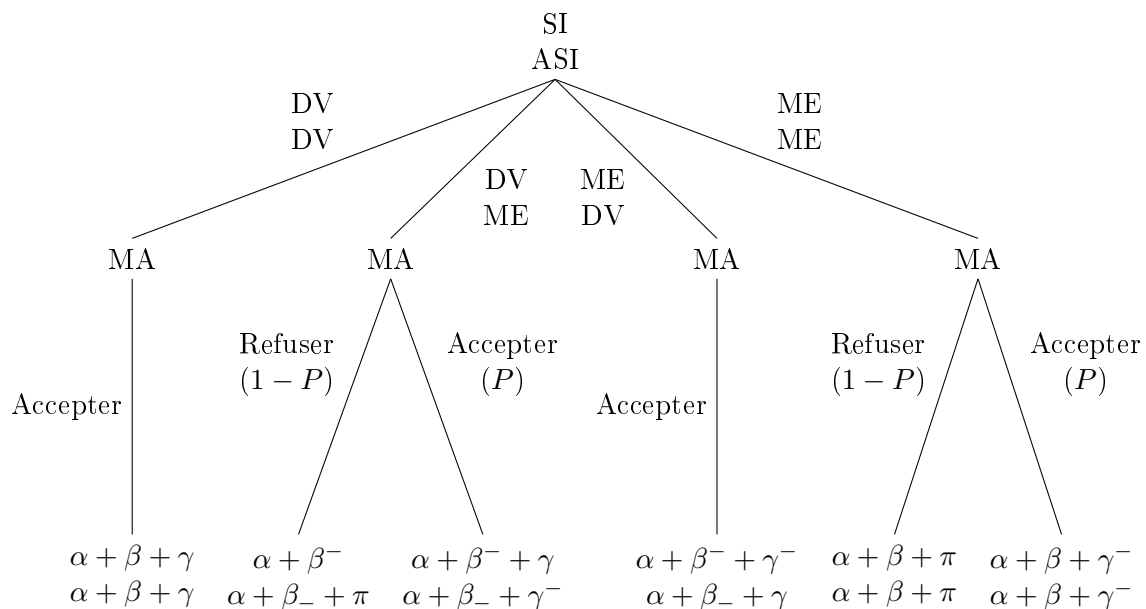 SI
ASI
DV
DV
ME
ME
DV
ME
ME
DV
MA
MA
MA
MA
Refuser
(1 − P)
Accepter
(P)
Refuser
(1 − P)
Accepter
(P)
Accepter
Accepter
α + β + γ
α + β + γ
α + β⁻
α + β₋ + π
α + β⁻ + γ
α + β₋ + γ⁻
α + β⁻ + γ⁻
α + β₋ + γ
α + β + π
α + β + π
α + β + γ⁻
α + β + γ⁻